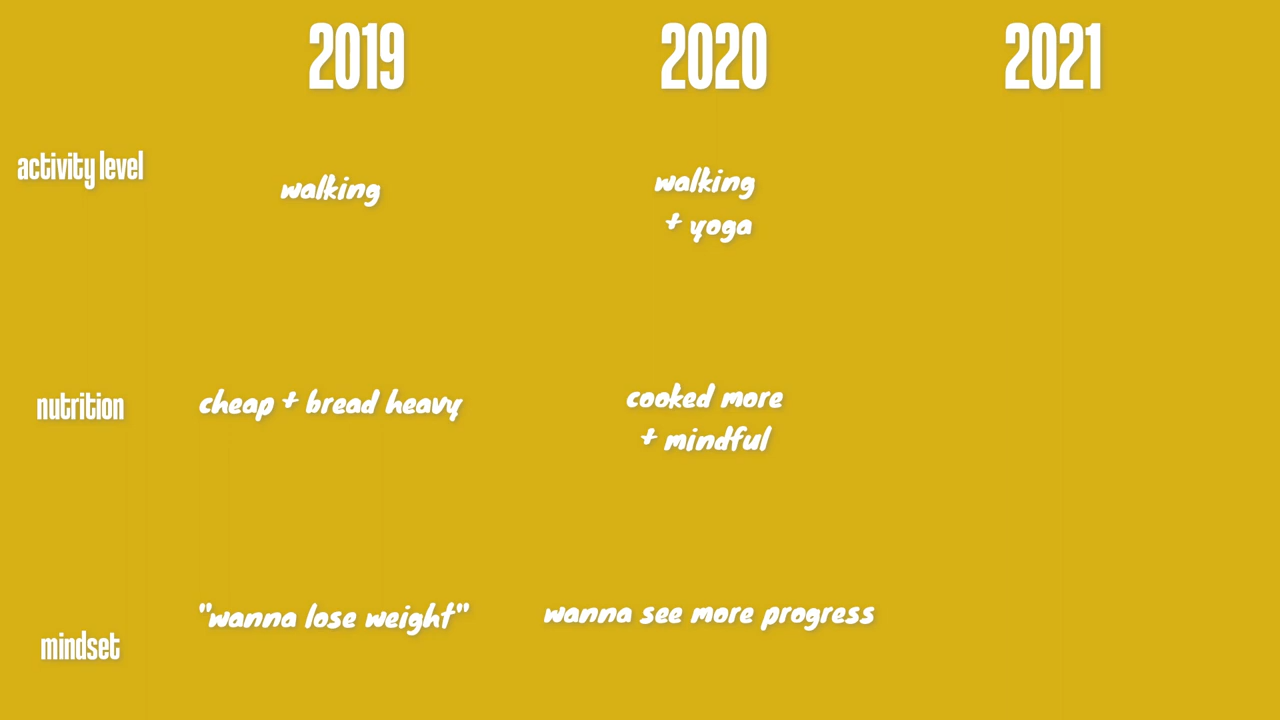 2019 2020 2021
activity level
walking
walking
+ yoga
nutrition
cheap + bread heavy
cooked more
+ mindful
mindset
"wanna lose weight"
wanna see more progress